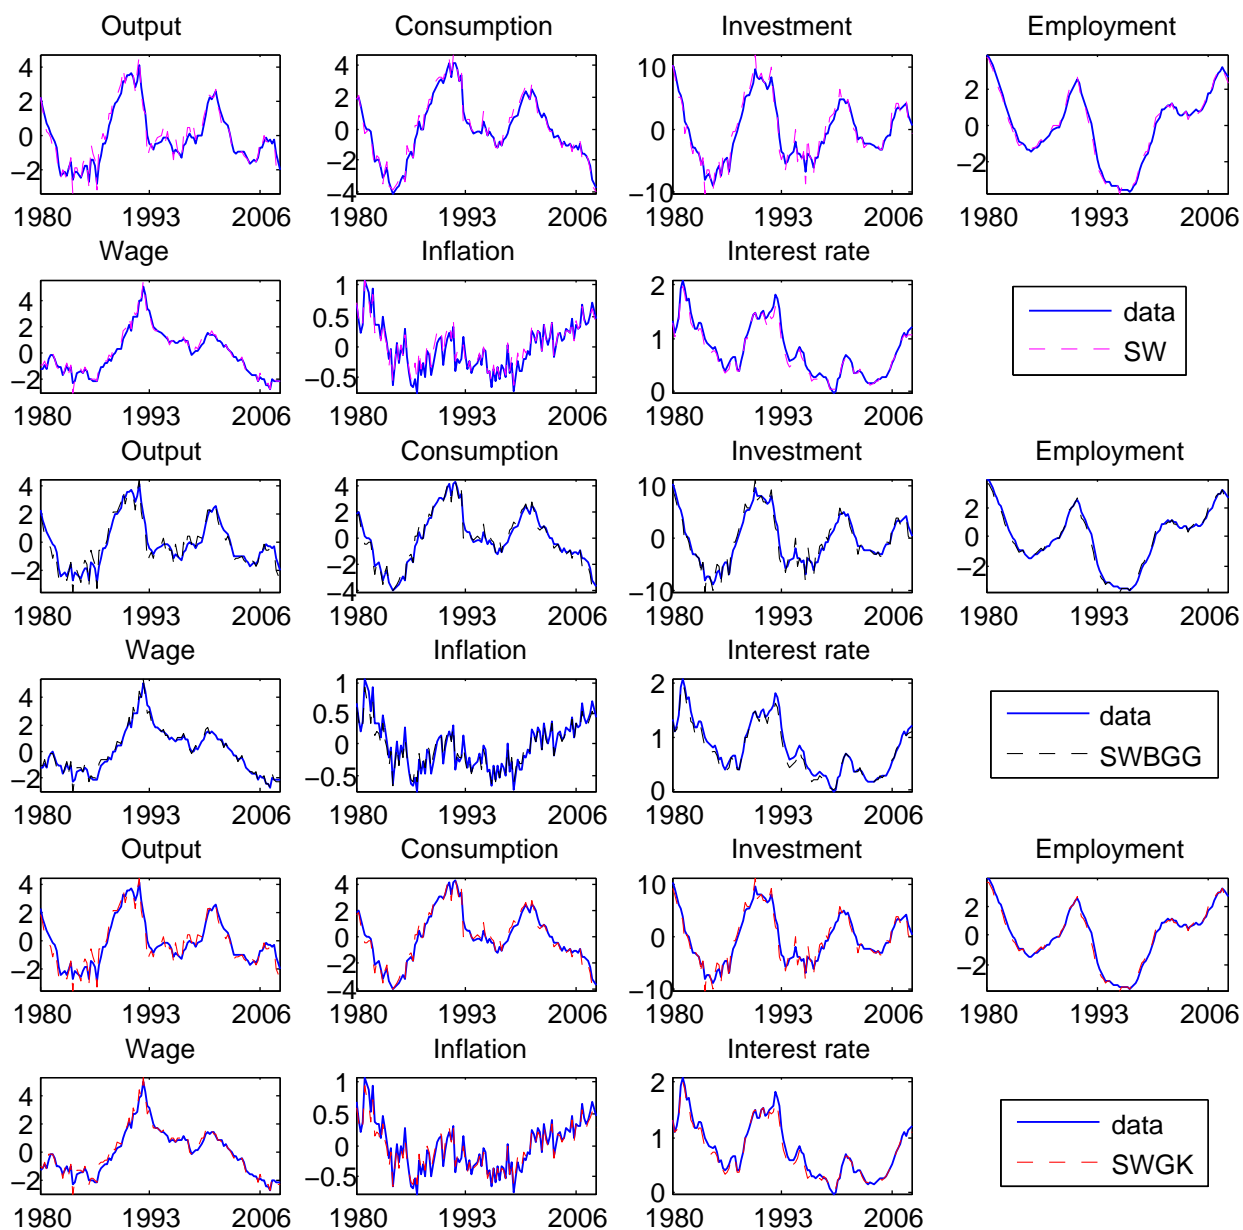 Output Consumption Investment Employment
4 2 0 −2
4 2 0 −2 −4
10 0 −10
2 0 −2
1980 1993 2006 1980 1993 2006 1980 1993 2006 1980 1993 2006
Wage Inflation Interest rate
4 2 0 −2
1 0.5 0 −0.5
2 1 0
data
SW
1980 1993 2006 1980 1993 2006 1980 1993 2006
Output Consumption Investment Employment
4 2 0 −2
4 2 0 −2 −4
10 5 0 −5 −10
2 0 −2
1980 1993 2006 1980 1993 2006 1980 1993 2006 1980 1993 2006
Wage Inflation Interest rate
4 2 0 −2
1 0.5 0 −0.5
2 1 0
data
SWBGG
1980 1993 2006 1980 1993 2006 1980 1993 2006
Output Consumption Investment Employment
4 2 0 −2
4 2 0 −2 −4
10 5 0 −5 −10
2 0 −2
1980 1993 2006 1980 1993 2006 1980 1993 2006 1980 1993 2006
Wage Inflation Interest rate
4 2 0 −2
1 0.5 0 −0.5
2 1 0
data
SWGK
1980 1993 2006 1980 1993 2006 1980 1993 2006